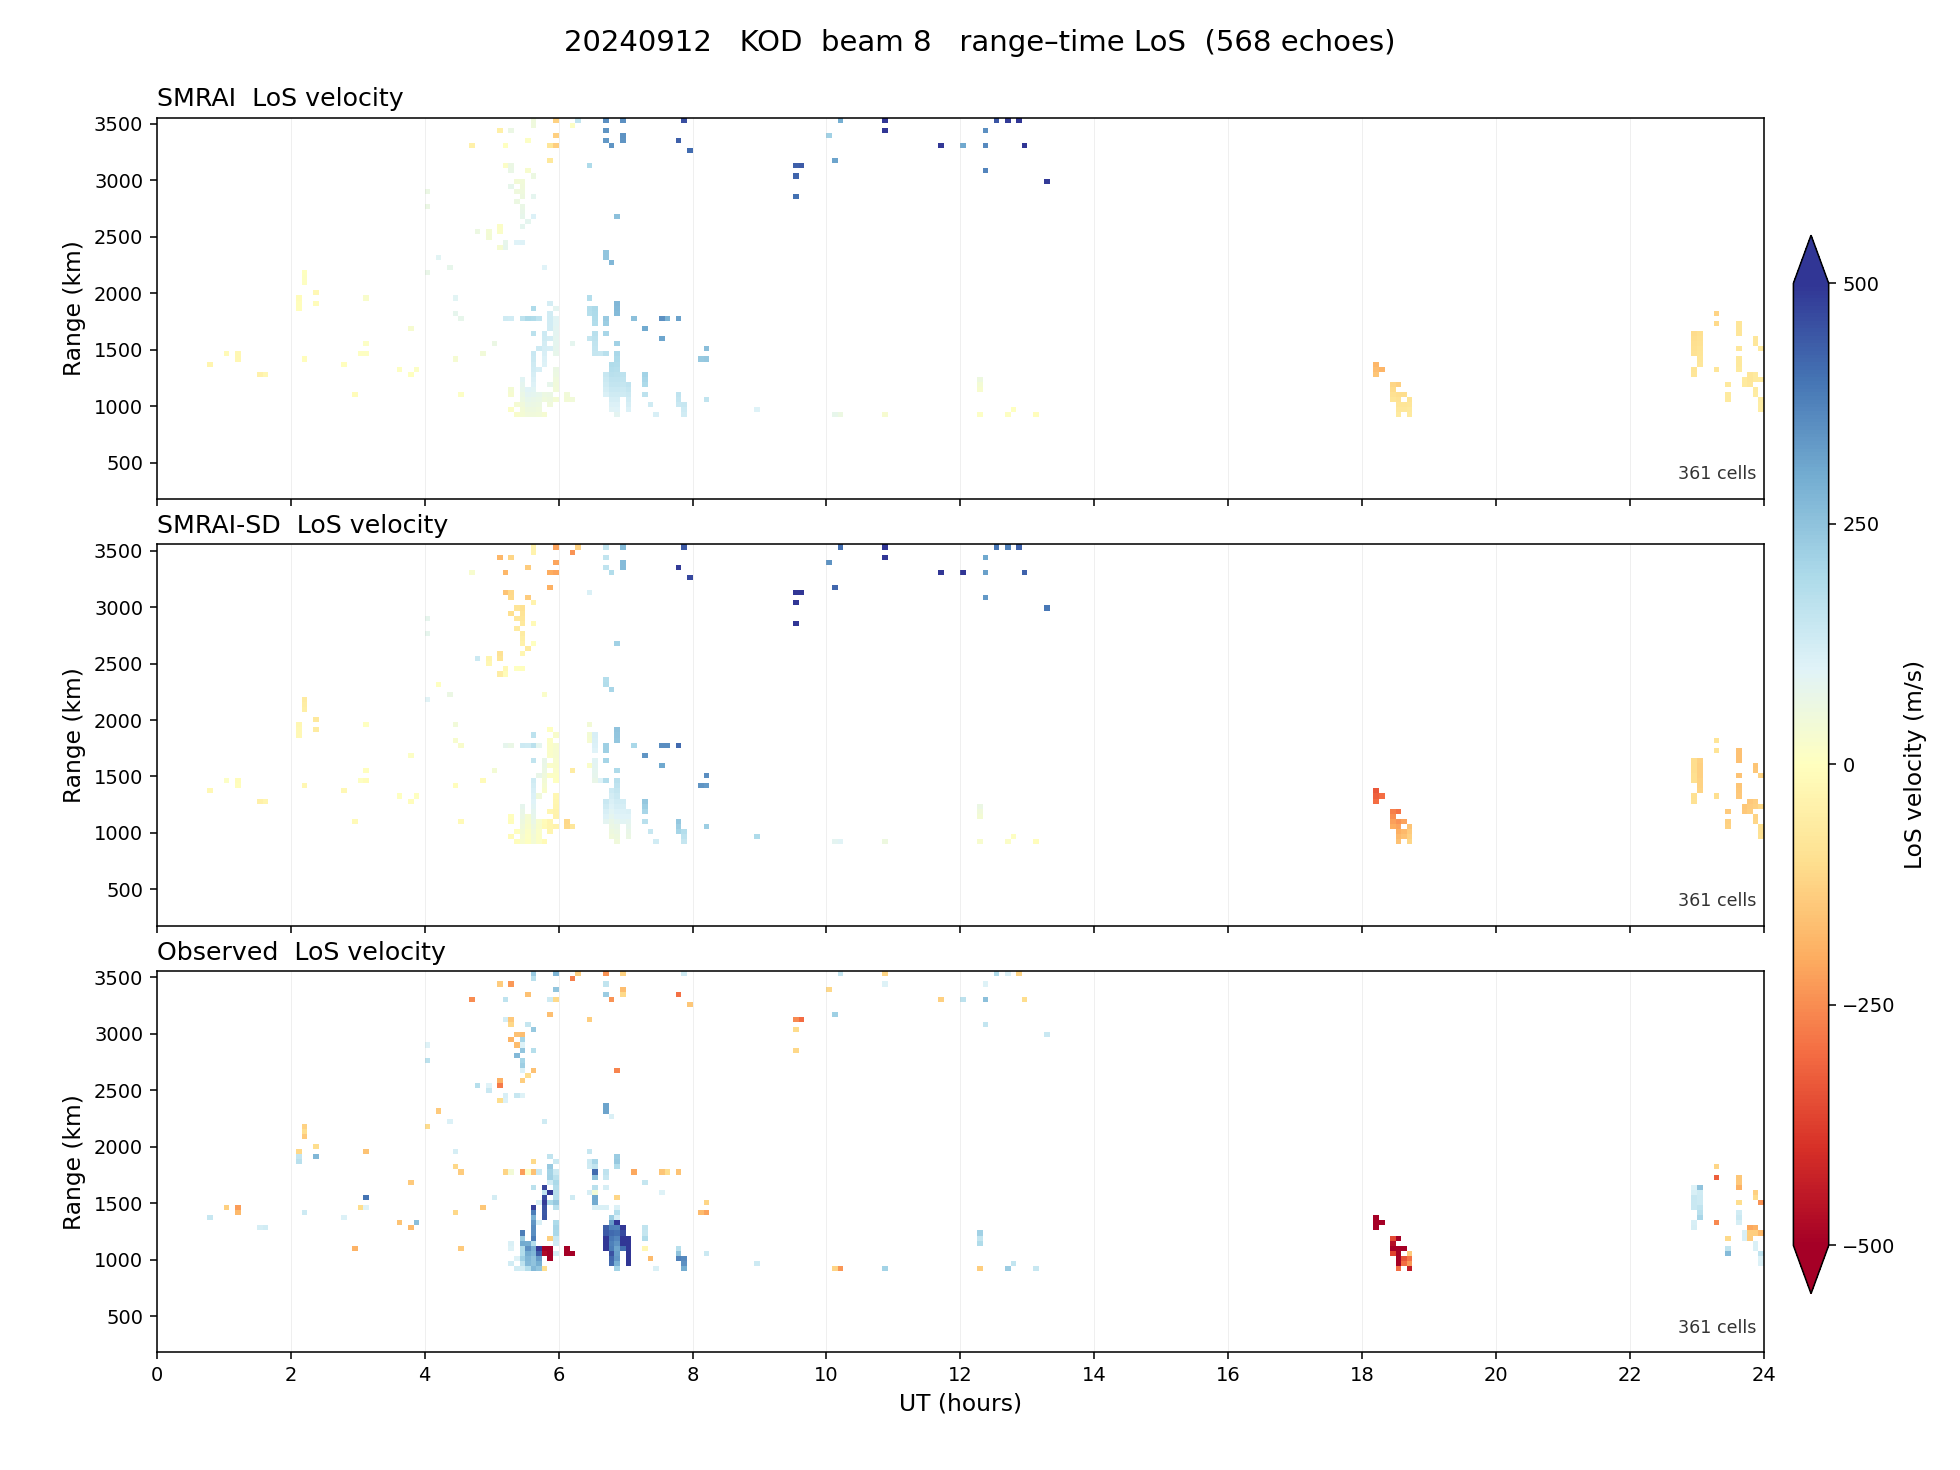 20240912   KOD  beam 8   range–time LoS  (568 echoes)
SMRAI  LoS velocity
3500
3000
2500
2000
1500
1000
500
Range (km)
361 cells
SMRAI-SD  LoS velocity
3500
3000
2500
2000
1500
1000
500
Range (km)
361 cells
Observed  LoS velocity
3500
3000
2500
2000
1500
1000
500
Range (km)
361 cells
0 2 4 6 8 10 12 14 16 18 20 22 24
UT (hours)
500
250
0
−250
−500
LoS velocity (m/s)